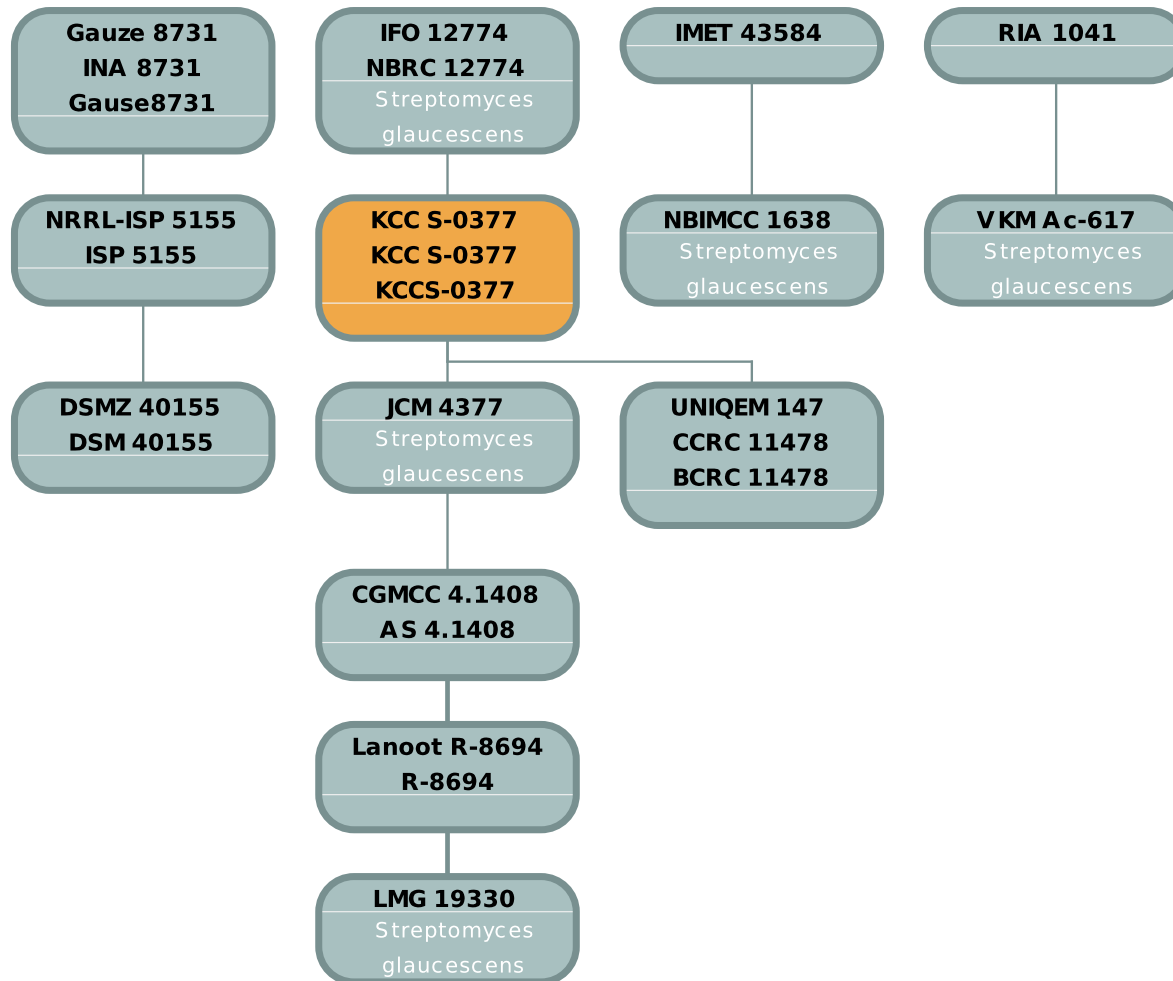 Gauze 8731
INA 8731
Gause8731
IFO 12774
NBRC 12774
Streptomyces
glaucescens
IMET 43584
RIA 1041
NRRL-ISP 5155
ISP 5155
KCC S-0377
KCC S-0377
KCCS-0377
NBIMCC 1638
Streptomyces
glaucescens
VKM Ac-617
Streptomyces
glaucescens
DSMZ 40155
DSM 40155
JCM 4377
Streptomyces
glaucescens
UNIQEM 147
CCRC 11478
BCRC 11478
CGMCC 4.1408
AS 4.1408
Lanoot R-8694
R-8694
LMG 19330
Streptomyces
glaucescens